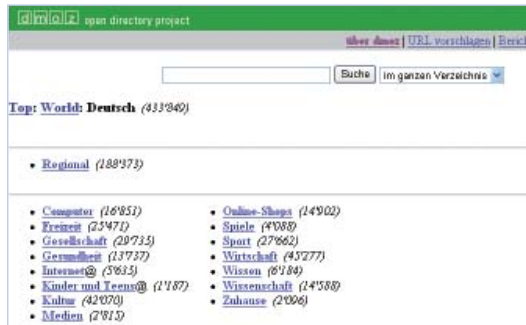 dmoz open directory project
über dmoz | URL vorschlagen | Berich
Suche im ganzen Verzeichnis
Top: World: Deutsch (433'849)
Regional (188'373)
Computer (16'851)
Freizeit (25'471)
Gesellschaft (29'735)
Gesundheit (13'737)
Internet@ (5'635)
Kinder und Teens@ (1'187)
Kultur (42'070)
Medien (2'815)
Online-Shops (14'902)
Spiele (4'088)
Sport (27'662)
Wirtschaft (45'277)
Wissen (6'184)
Wissenschaft (14'588)
Zuhause (2'096)